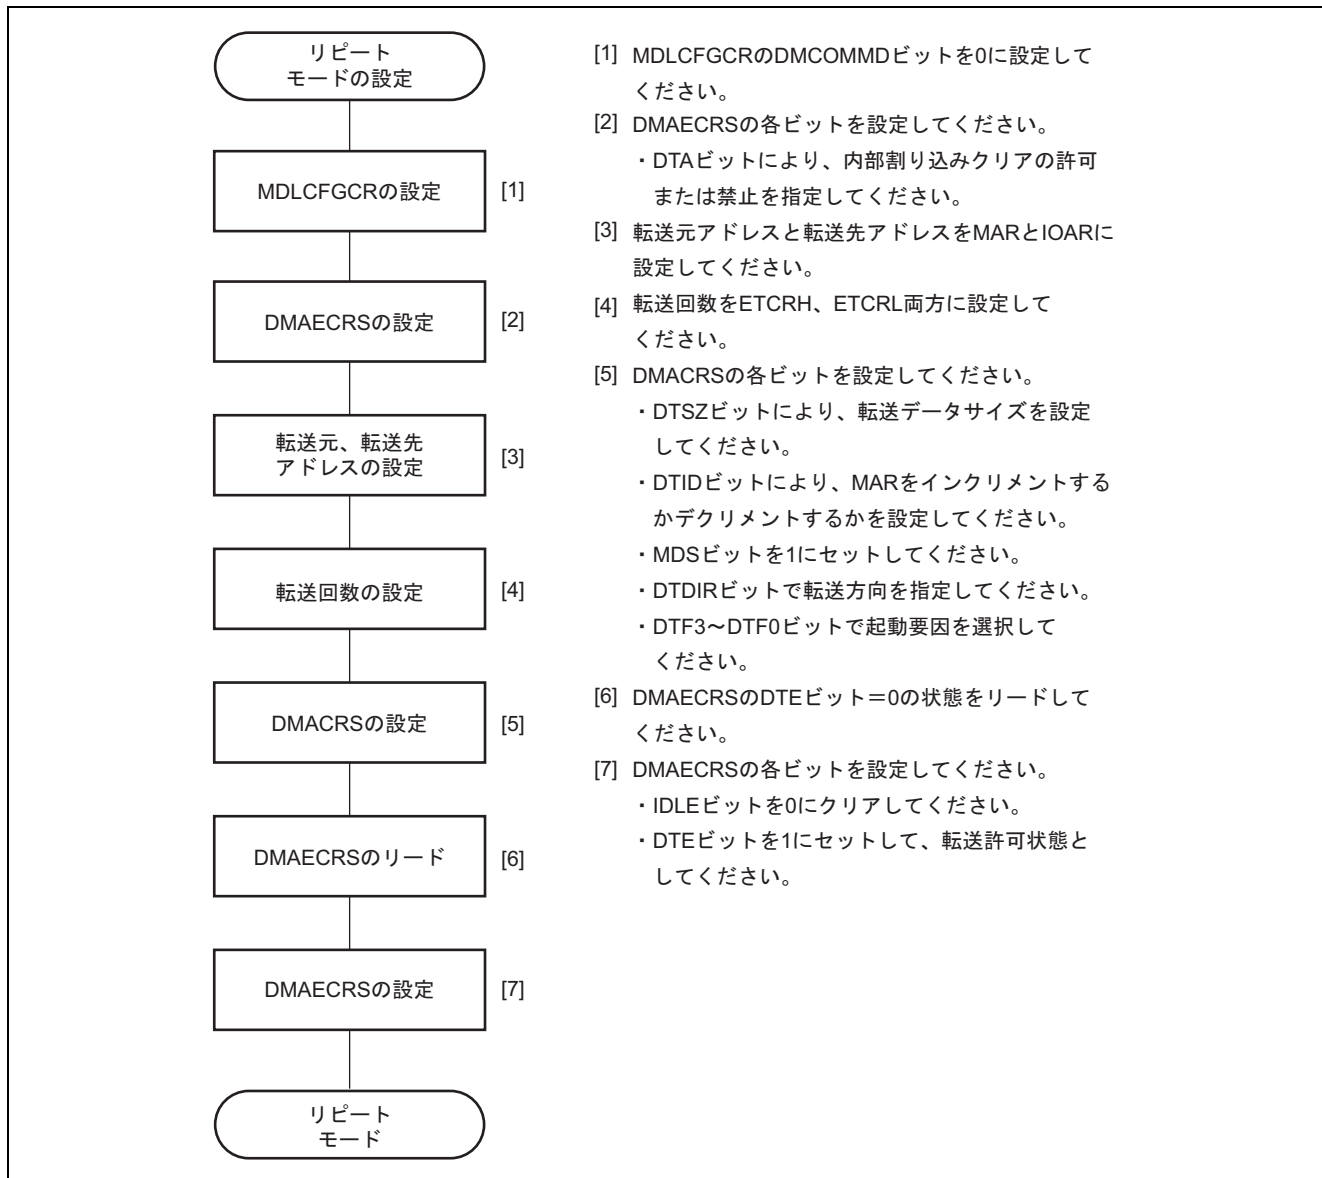 リピート
モードの設定
MDLCFGCRの設定 [1]
DMAECRSの設定 [2]
転送元、転送先
アドレスの設定 [3]
転送回数の設定 [4]
DMACRSの設定 [5]
DMAECRSのリード [6]
DMAECRSの設定 [7]
リピート
モード
[1] MDLCFGCRのDMCOMMDビットを0に設定して
ください。
[2] DMAECRSの各ビットを設定してください。
・DTAビットにより、内部割り込みクリアの許可
または禁止を指定してください。
[3] 転送元アドレスと転送先アドレスをMARとIOARに
設定してください。
[4] 転送回数をETCRH、ETCRL両方に設定して
ください。
[5] DMACRSの各ビットを設定してください。
・DTSZビットにより、転送データサイズを設定
してください。
・DTIDビットにより、MARをインクリメントする
かデクリメントするかを設定してください。
・MDSビットを1にセットしてください。
・DTDIRビットで転送方向を指定してください。
・DTF3～DTF0ビットで起動要因を選択して
ください。
[6] DMAECRSのDTEビット＝0の状態をリードして
ください。
[7] DMAECRSの各ビットを設定してください。
・IDLEビットを0にクリアしてください。
・DTEビットを1にセットして、転送許可状態と
してください。